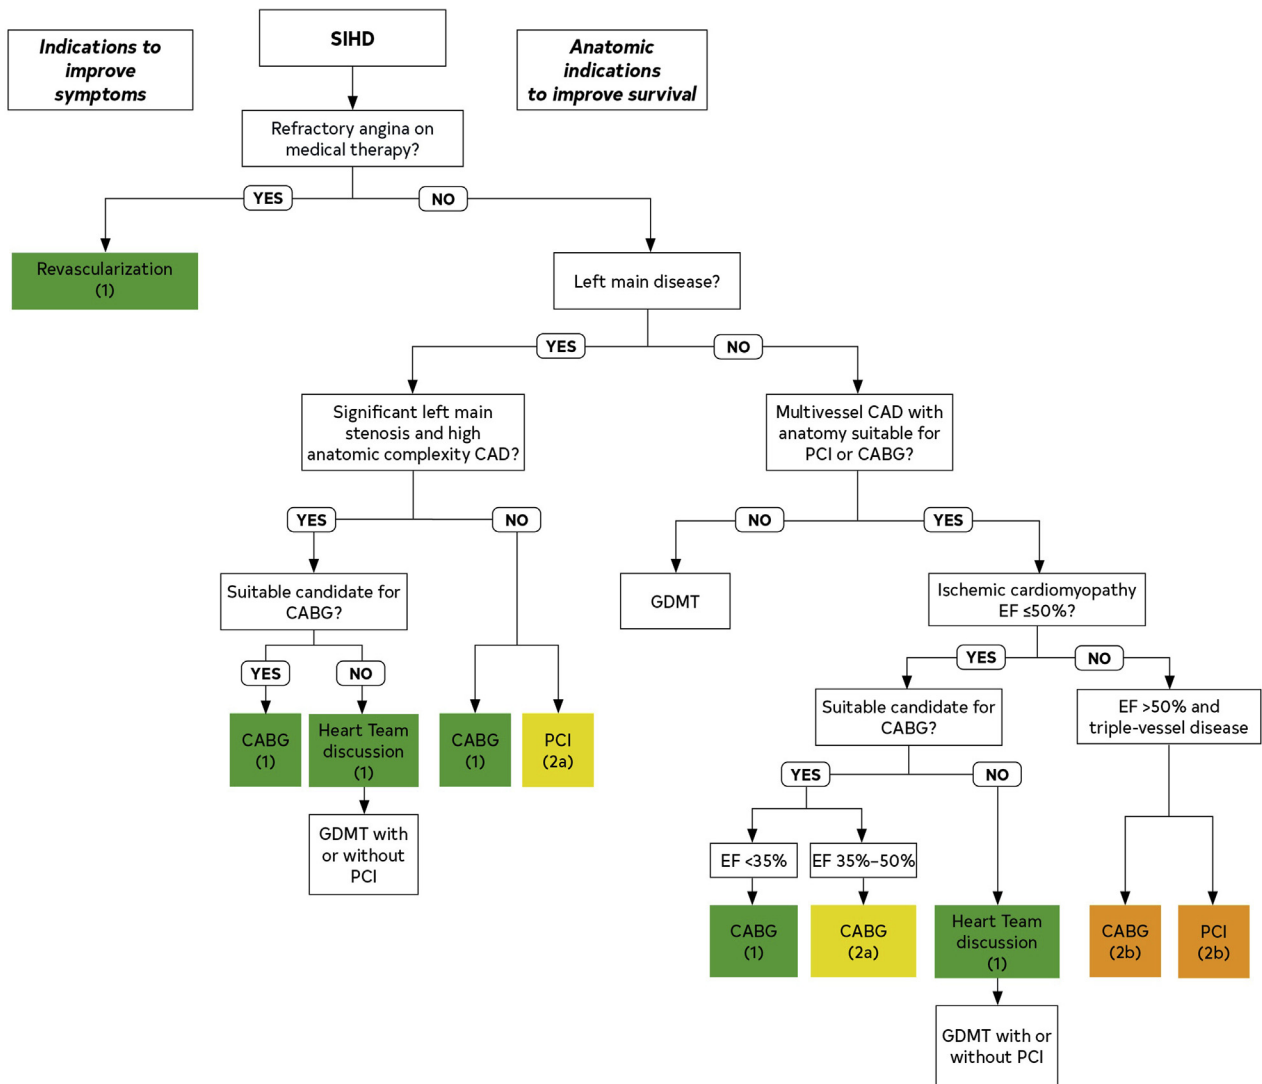 Indications to
improve
symptoms
SIHD
Anatomic
indications
to improve survival
Refractory angina on
medical therapy?
YES
NO
Revascularization
(1)
Left main disease?
YES
NO
Significant left main
stenosis and high
anatomic complexity CAD?
Multivessel CAD with
anatomy suitable for
PCI or CABG?
YES
NO
NO
YES
Suitable candidate for
CABG?
GDMT
Ischemic cardiomyopathy
EF ≤50%?
YES
NO
YES
NO
CABG
(1)
Heart Team
discussion
(1)
CABG
(1)
PCI
(2a)
Suitable candidate for
CABG?
EF >50% and
triple-vessel disease
GDMT with
or without
PCI
YES
NO
EF <35%
EF 35%–50%
CABG
(1)
CABG
(2a)
Heart Team
discussion
(1)
CABG
(2b)
PCI
(2b)
GDMT with or
without PCI